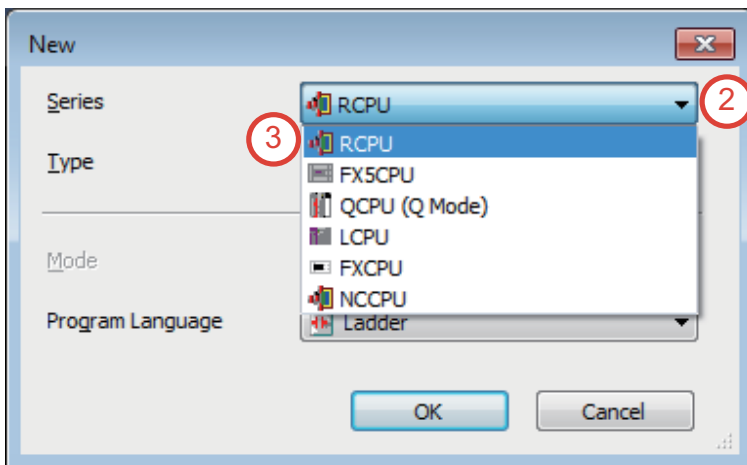 New
Series
RCPU
2
3
RCPU
Type
FX5CPU
QCPU (Q Mode)
LCPU
Mode
FXCPU
NCCPU
Program Language
Ladder
OK
Cancel